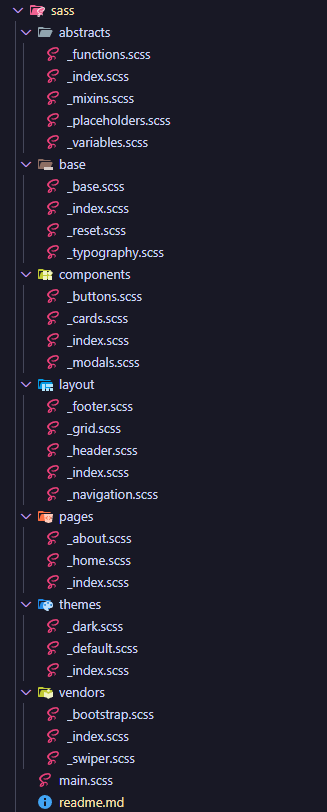 sass
abstracts
_functions.scss
_index.scss
_mixins.scss
_placeholders.scss
_variables.scss
base
_base.scss
_index.scss
_reset.scss
_typography.scss
components
_buttons.scss
_cards.scss
_index.scss
_modals.scss
layout
_footer.scss
_grid.scss
_header.scss
_index.scss
_navigation.scss
pages
_about.scss
_home.scss
_index.scss
themes
_dark.scss
_default.scss
_index.scss
vendors
_bootstrap.scss
_index.scss
_swiper.scss
main.scss
readme.md